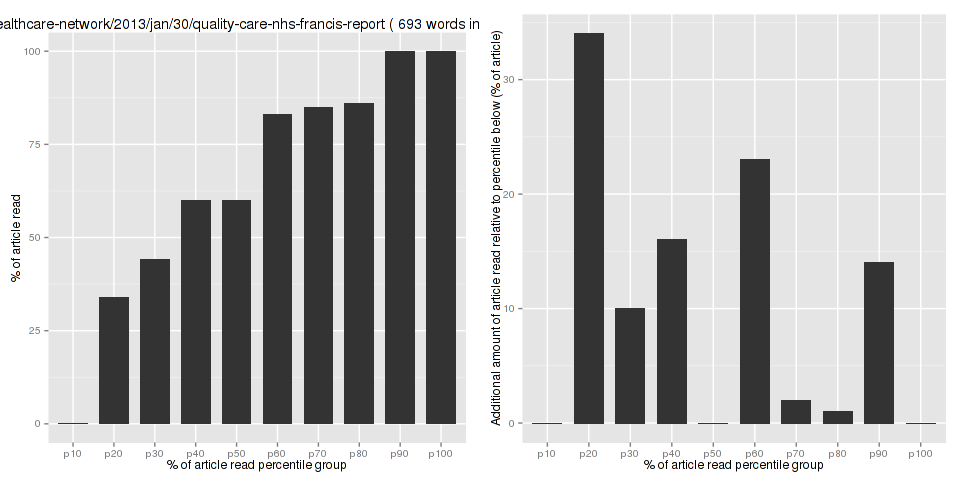 ealthcare-network/2013/jan/30/quality-care-nhs-francis-report ( 693 words in
100
75
50
25
0
% of article read
p10 p20 p30 p40 p50 p60 p70 p80 p90 p100
% of article read percentile group
30
20
10
0
Additional amount of article read relative to percentile below (% of article)
p10 p20 p30 p40 p50 p60 p70 p80 p90 p100
% of article read percentile group